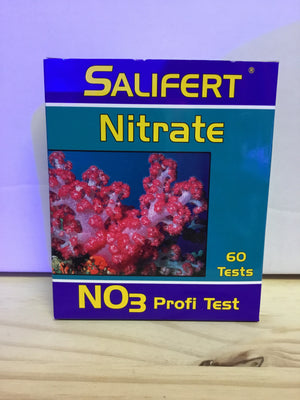 SALIFERT®
Nitrate
60
Tests
NO3 Profi Test